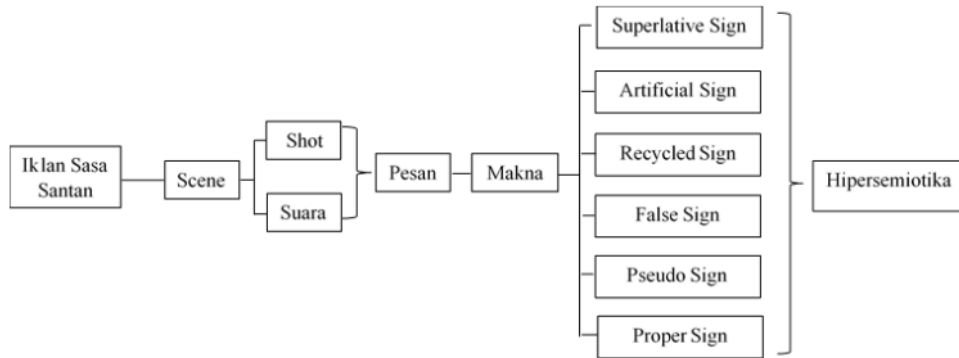 Iklan Sasa
Santan
Scene
Shot
Suara
Pesan
Makna
Superlative Sign
Artificial Sign
Recycled Sign
False Sign
Pseudo Sign
Proper Sign
Hipersemiotika